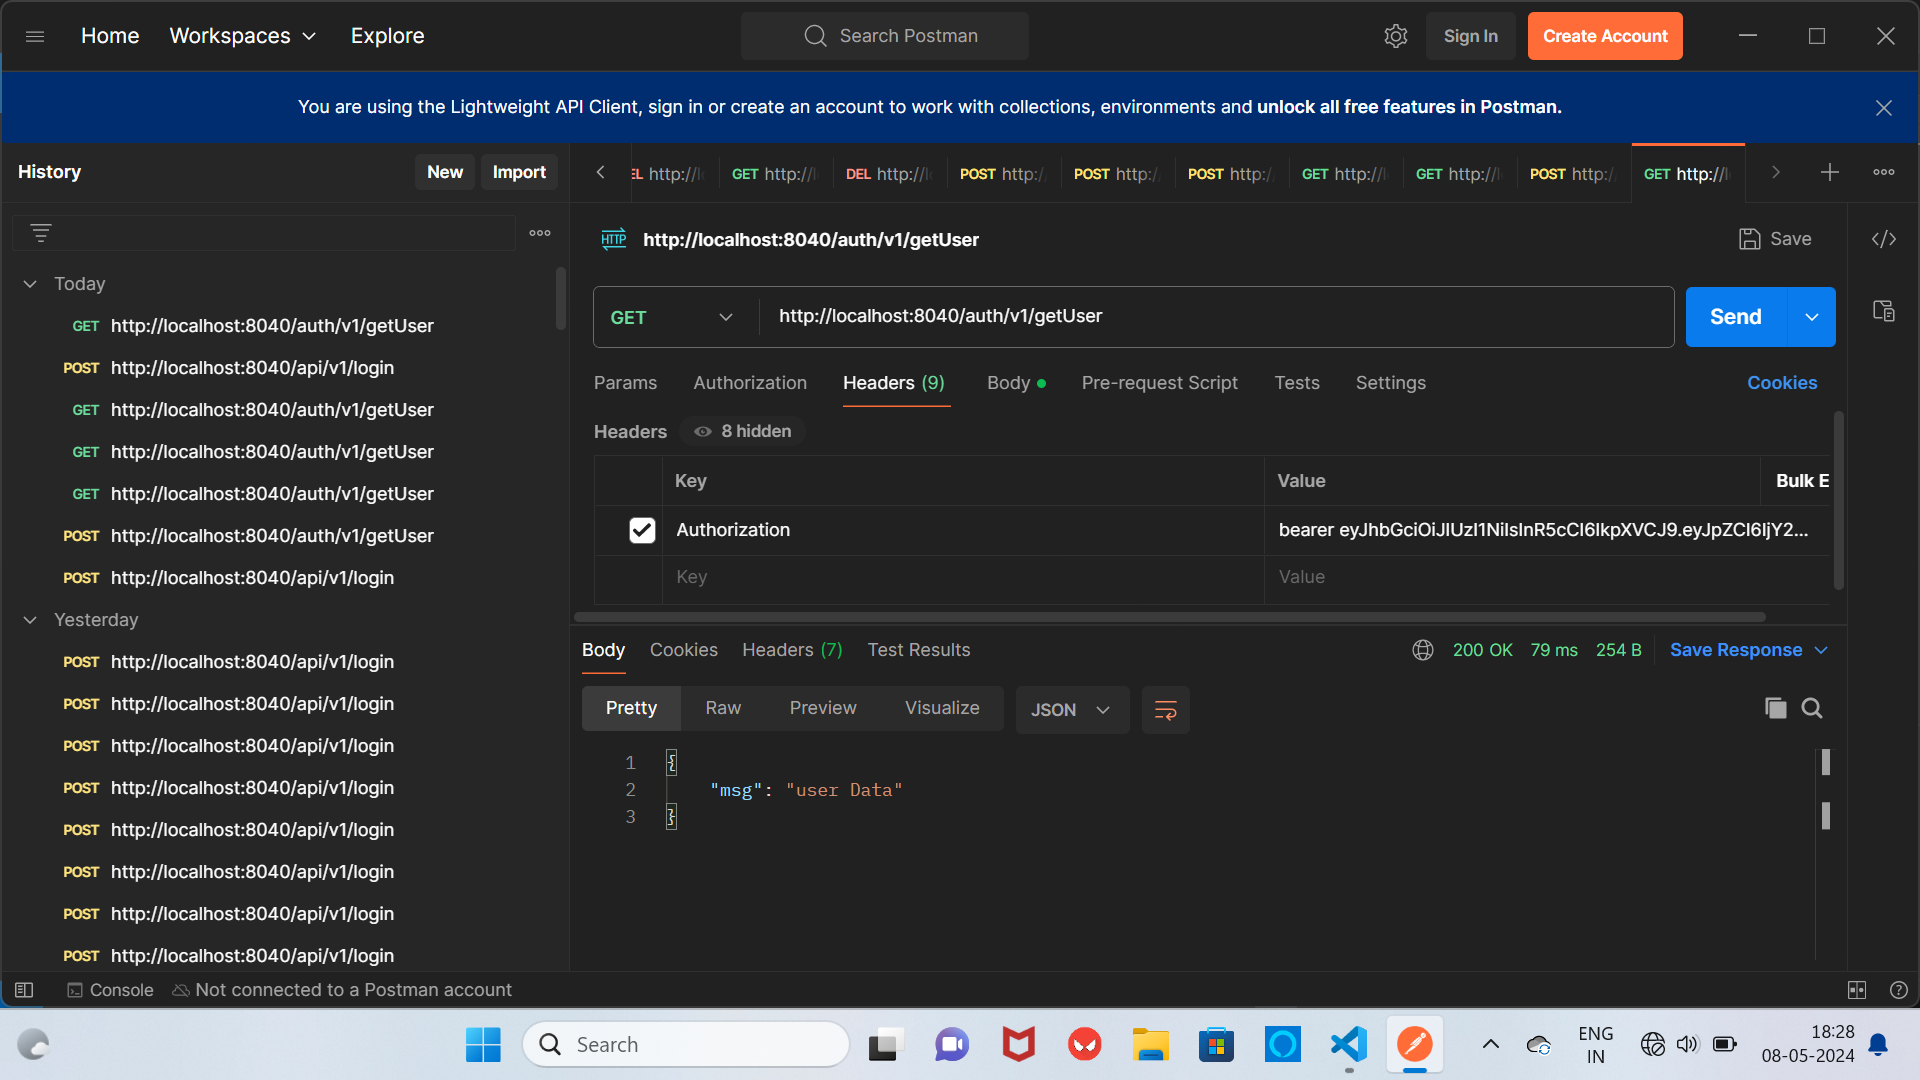 Home Workspaces Explore Search Postman Sign In Create Account
You are using the Lightweight API Client, sign in or create an account to work with collections, environments and unlock all free features in Postman.
History New Import
EL http://l GET http://l DEL http://l POST http:/ POST http:/ POST http:/ GET http://l GET http://l POST http:/ GET http://l
HTTP http://localhost:8040/auth/v1/getUser Save
GET http://localhost:8040/auth/v1/getUser Send
Params Authorization Headers (9) Body Pre-request Script Tests Settings Cookies
Headers 8 hidden
Key Value Bulk E
Authorization bearer eyJhbGciOiJIUzI1NiIsInR5cCI6IkpXVCJ9.eyJpZCI6IjY2...
Key Value
Today
GET http://localhost:8040/auth/v1/getUser
POST http://localhost:8040/api/v1/login
GET http://localhost:8040/auth/v1/getUser
GET http://localhost:8040/auth/v1/getUser
GET http://localhost:8040/auth/v1/getUser
POST http://localhost:8040/auth/v1/getUser
POST http://localhost:8040/api/v1/login
Yesterday
POST http://localhost:8040/api/v1/login
POST http://localhost:8040/api/v1/login
POST http://localhost:8040/api/v1/login
POST http://localhost:8040/api/v1/login
POST http://localhost:8040/api/v1/login
POST http://localhost:8040/api/v1/login
POST http://localhost:8040/api/v1/login
POST http://localhost:8040/api/v1/login
Body Cookies Headers (7) Test Results 200 OK 79 ms 254 B Save Response
Pretty Raw Preview Visualize JSON
1 {
2 "msg": "user Data"
3 }
Console Not connected to a Postman account
Search
ENG
IN
18:28
08-05-2024